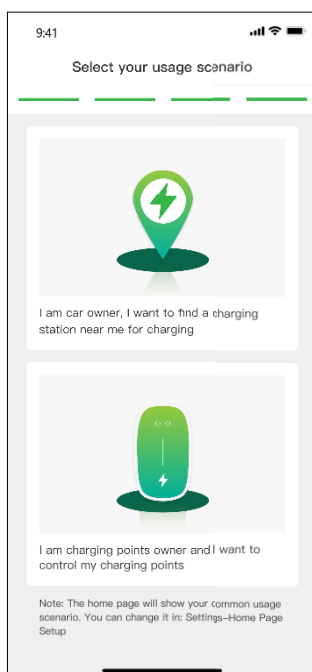 9:41
Select your usage scenario
I am car owner, I want to find a charging
station near me for charging
I am charging points owner and I want to
control my charging points
Note: The home page will show your common usage
scenario. You can change it in: Settings-Home Page
Setup